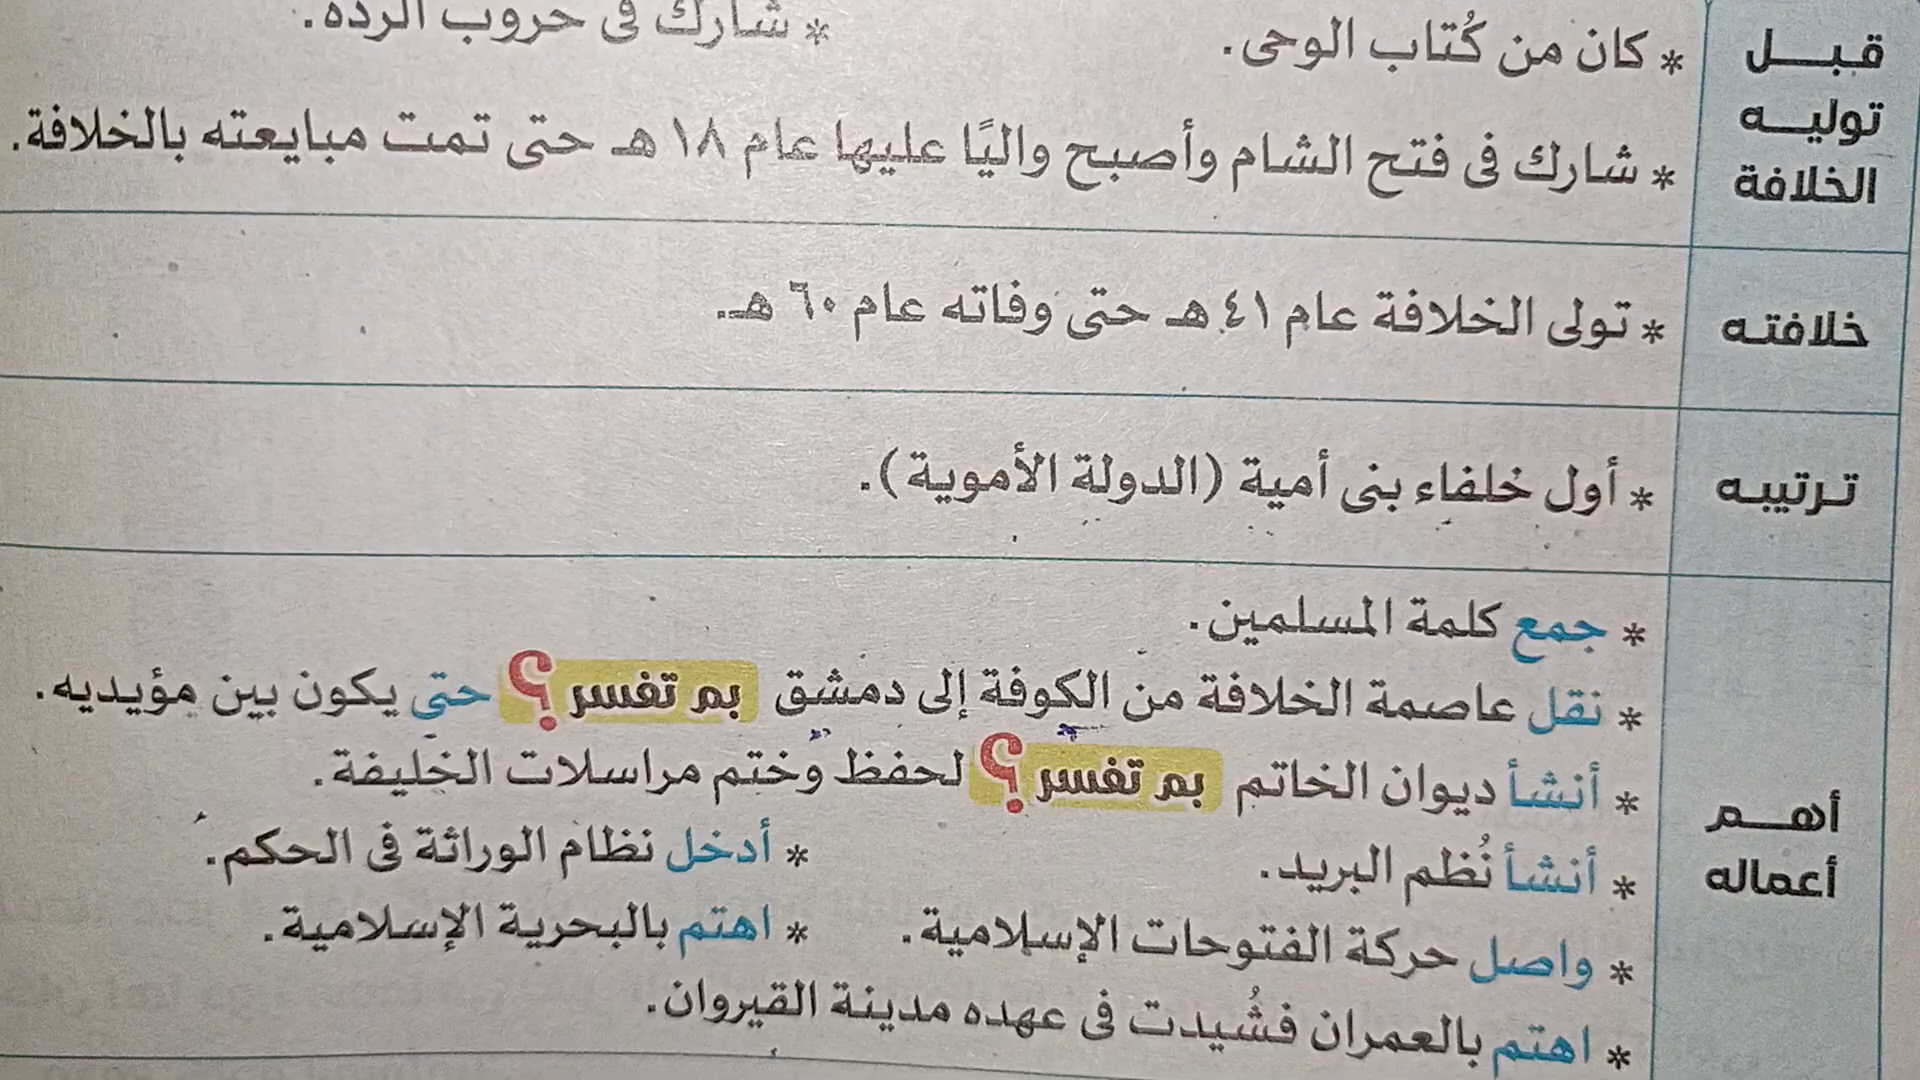 قبل توليه الخلافة
* كان من كُتاب الوحى. * شارك فى حروب الردة.
* شارك فى فتح الشام وأصبح واليًا عليها عام ١٨ هـ حتى تمت مبايعته بالخلافة.
خلافته
* تولى الخلافة عام ٤١ هـ حتى وفاته عام ٦٠ هـ.
ترتيبه
* أول خلفاء بنى أمية (الدولة الأموية).
أهم أعماله
* جمع كلمة المسلمين.
* نقل عاصمة الخلافة من الكوفة إلى دمشق بم تفسر ؟ حتى يكون بين مؤيديه.
* أنشأ ديوان الخاتم بم تفسر ؟ لحفظ وختم مراسلات الخليفة.
* أنشأ نُظم البريد. * أدخل نظام الوراثة فى الحكم.
* واصل حركة الفتوحات الإسلامية. * اهتم بالبحرية الإسلامية.
* اهتم بالعمران فشُيدت فى عهده مدينة القيروان.